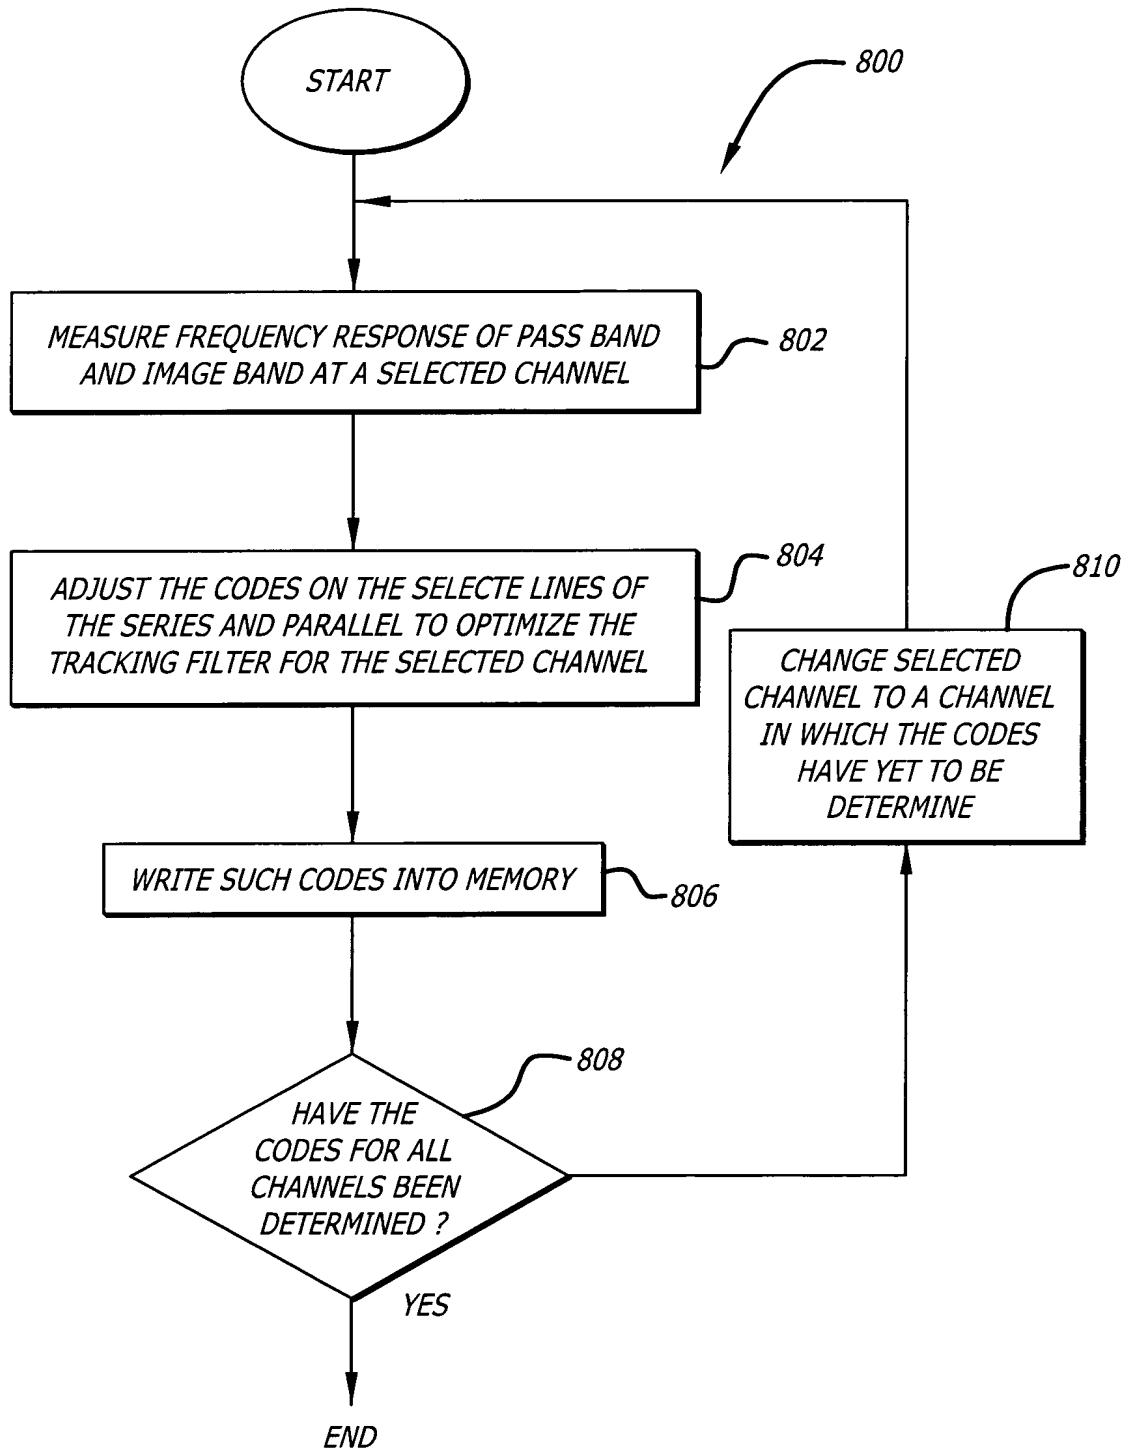 START
800
MEASURE FREQUENCY RESPONSE OF PASS BAND
AND IMAGE BAND AT A SELECTED CHANNEL
802
ADJUST THE CODES ON THE SELECTE LINES OF
THE SERIES AND PARALLEL TO OPTIMIZE THE
TRACKING FILTER FOR THE SELECTED CHANNEL
804
810
CHANGE SELECTED
CHANNEL TO A CHANNEL
IN WHICH THE CODES
HAVE YET TO BE
DETERMINE
WRITE SUCH CODES INTO MEMORY
806
808
HAVE THE
CODES FOR ALL
CHANNELS BEEN
DETERMINED ?
YES
END